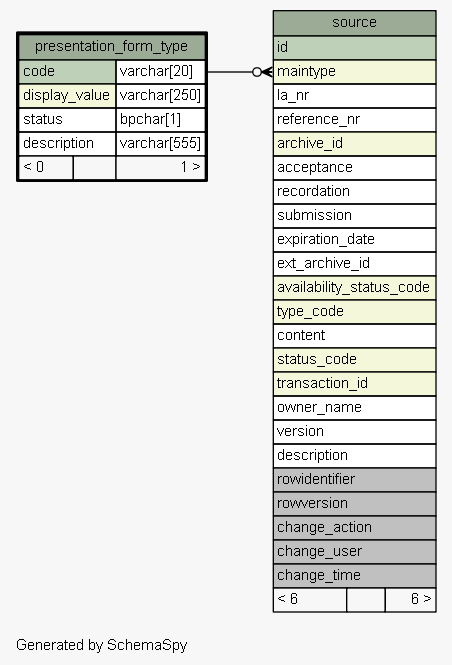 presentation_form_type
code varchar[20]
display_value varchar[250]
status bpchar[1]
description varchar[555]
< 0 1 >
source
id
maintype
la_nr
reference_nr
archive_id
acceptance
recordation
submission
expiration_date
ext_archive_id
availability_status_code
type_code
content
status_code
transaction_id
owner_name
version
description
rowidentifier
rowversion
change_action
change_user
change_time
< 6 6 >
Generated by SchemaSpy